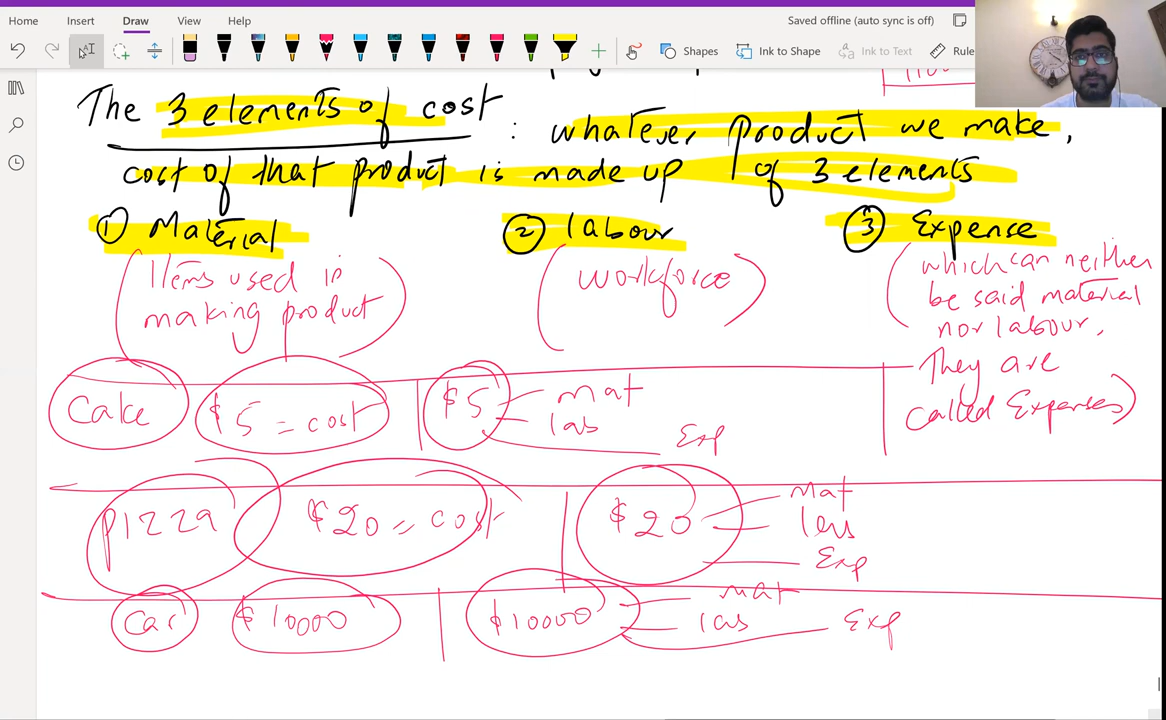 Home Insert Draw View Help Saved offline (auto sync is off)
Shapes Ink to Shape Ink to Text Rule
The 3 elements of cost : whatever product we make,
cost of that product is made up of 3 elements
① Material ② labour ③ Expense
(Items used in making product) (workforce) (which can neither
be said material
nor labour,
They are
called Expenses)
Cake $5 = cost $5 mat
lab
Exp
Pizza $20 = cost $20 Mat
lab
Exp
Car $10000 $10000 mat
lab Exp